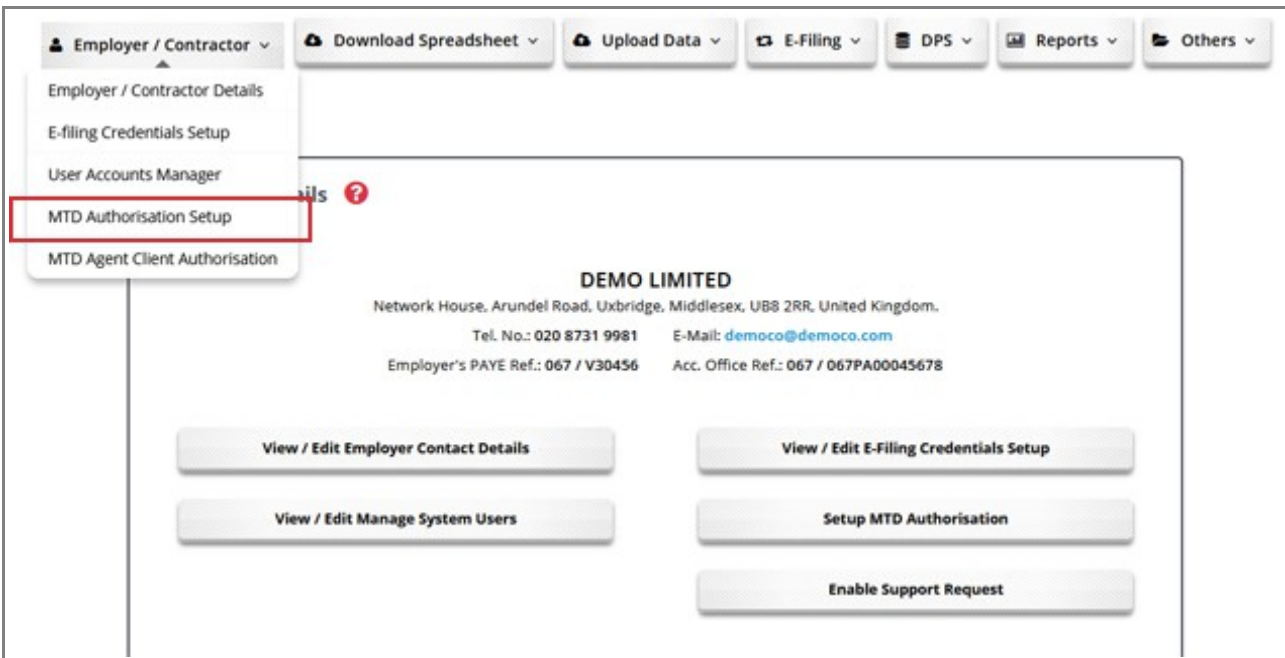 Employer / Contractor Download Spreadsheet Upload Data E-Filing DPS Reports Others
Employer / Contractor Details
E-filing Credentials Setup
User Accounts Manager
ails ?
MTD Authorisation Setup
MTD Agent Client Authorisation
DEMO LIMITED
Network House, Arundel Road, Uxbridge, Middlesex, UB8 2RR, United Kingdom.
Tel. No.: 020 8731 9981 E-Mail: democo@democo.com
Employer's PAYE Ref.: 067 / V30456 Acc. Office Ref.: 067 / 067PA00045678
View / Edit Employer Contact Details View / Edit E-Filing Credentials Setup
View / Edit Manage System Users Setup MTD Authorisation
Enable Support Request